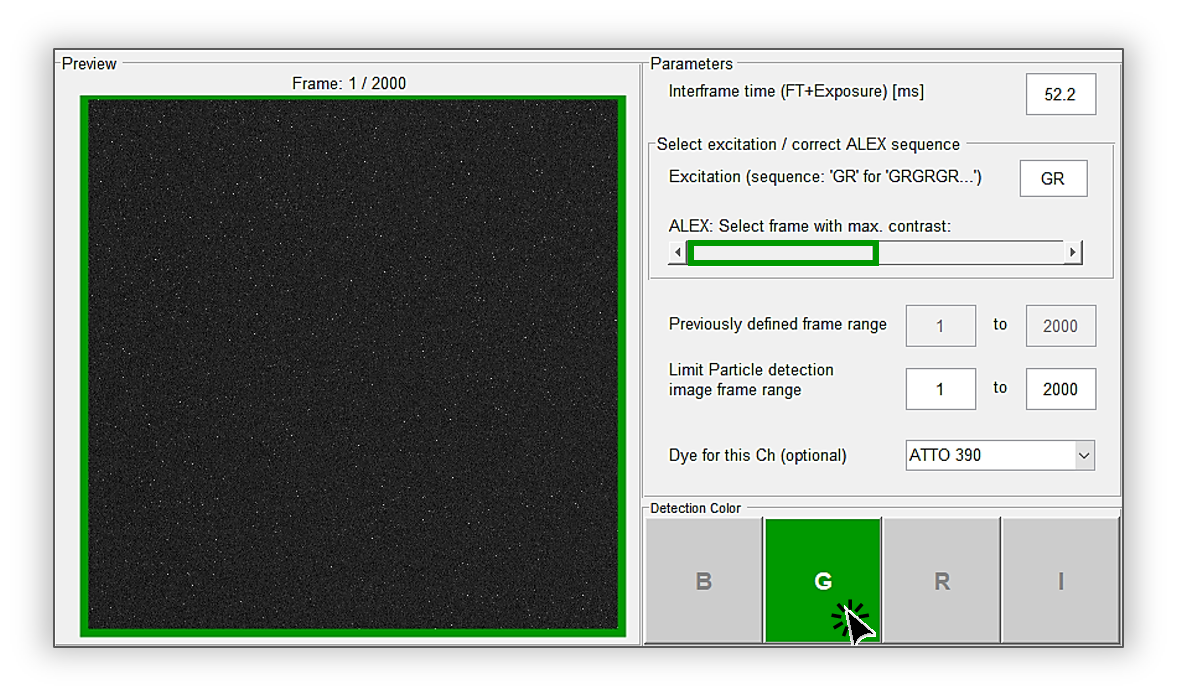 Preview
Frame: 1 / 2000
Parameters
Interframe time (FT+Exposure) [ms]
52.2
Select excitation / correct ALEX sequence
Excitation (sequence: 'GR' for 'GRGRGR...')
GR
ALEX: Select frame with max. contrast:
Previously defined frame range
1
to
2000
Limit Particle detection
image frame range
1
to
2000
Dye for this Ch (optional)
ATTO 390
Detection Color
B
G
R
I